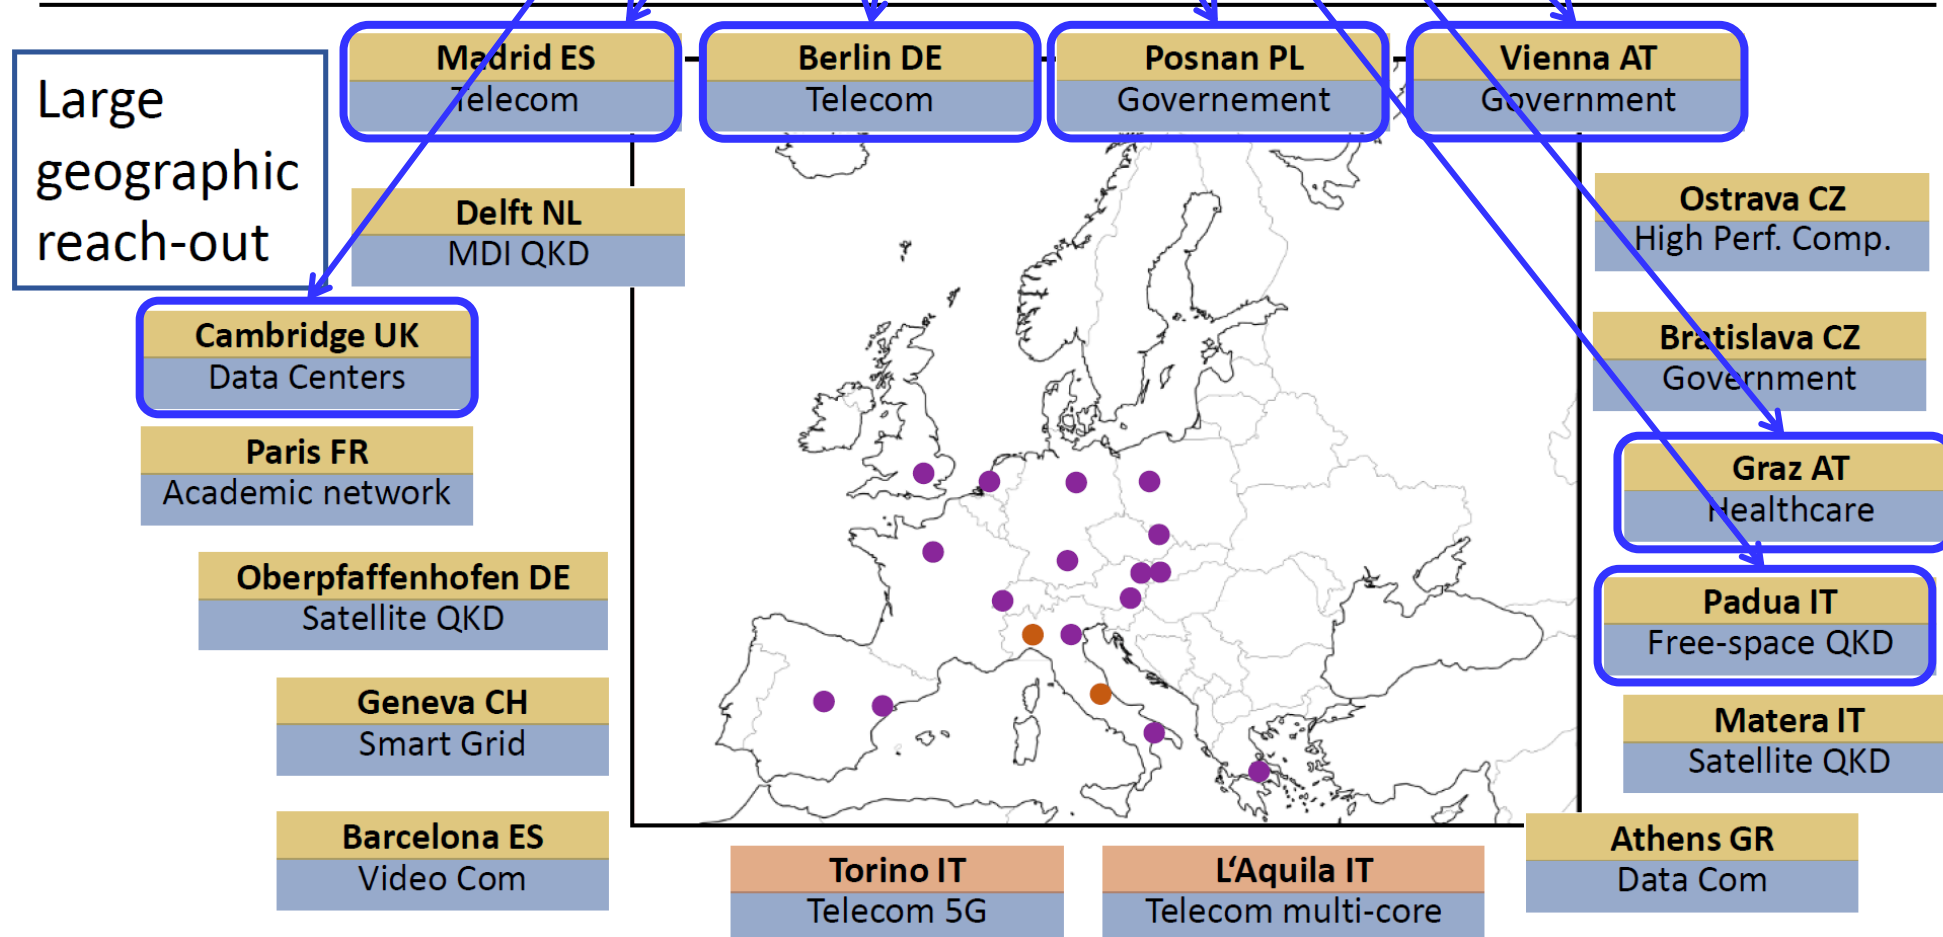 Large
geographic
reach-out
Madrid ES
Telecom
Berlin DE
Telecom
Posnan PL
Governement
Vienna AT
Government
Delft NL
MDI QKD
Cambridge UK
Data Centers
Paris FR
Academic network
Oberpfaffenhofen DE
Satellite QKD
Geneva CH
Smart Grid
Barcelona ES
Video Com
Torino IT
Telecom 5G
L‘Aquila IT
Telecom multi-core
Ostrava CZ
High Perf. Comp.
Bratislava CZ
Government
Graz AT
Healthcare
Padua IT
Free-space QKD
Matera IT
Satellite QKD
Athens GR
Data Com